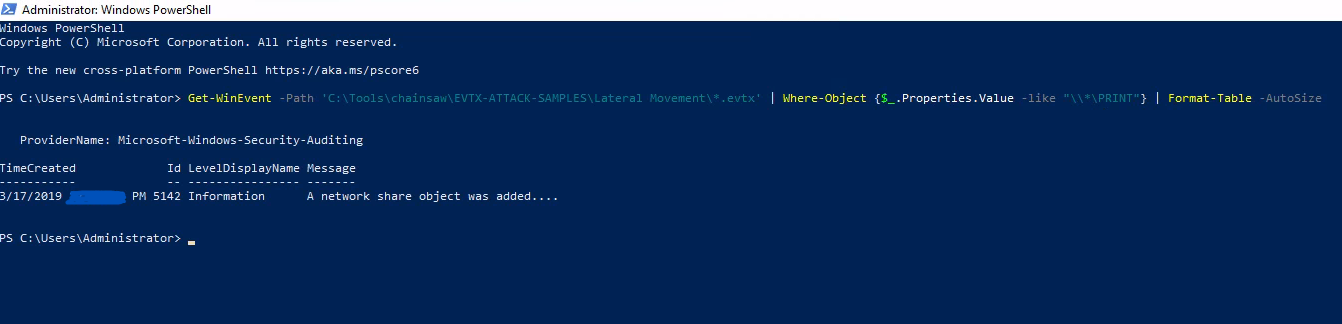 Administrator: Windows PowerShell
Windows PowerShell
Copyright (C) Microsoft Corporation. All rights reserved.
Try the new cross-platform PowerShell https://aka.ms/pscore6
PS C:\Users\Administrator> Get-WinEvent -Path 'C:\Tools\chainsaw\EVTX-ATTACK-SAMPLES\Lateral Movement\*.evtx' | Where-Object {$_.Properties.Value -like "\\*\PRINT"} | Format-Table -AutoSize
ProviderName: Microsoft-Windows-Security-Auditing
TimeCreated Id LevelDisplayName Message
----------- -- ---------------- -------
3/17/2019 PM 5142 Information A network share object was added....
PS C:\Users\Administrator>